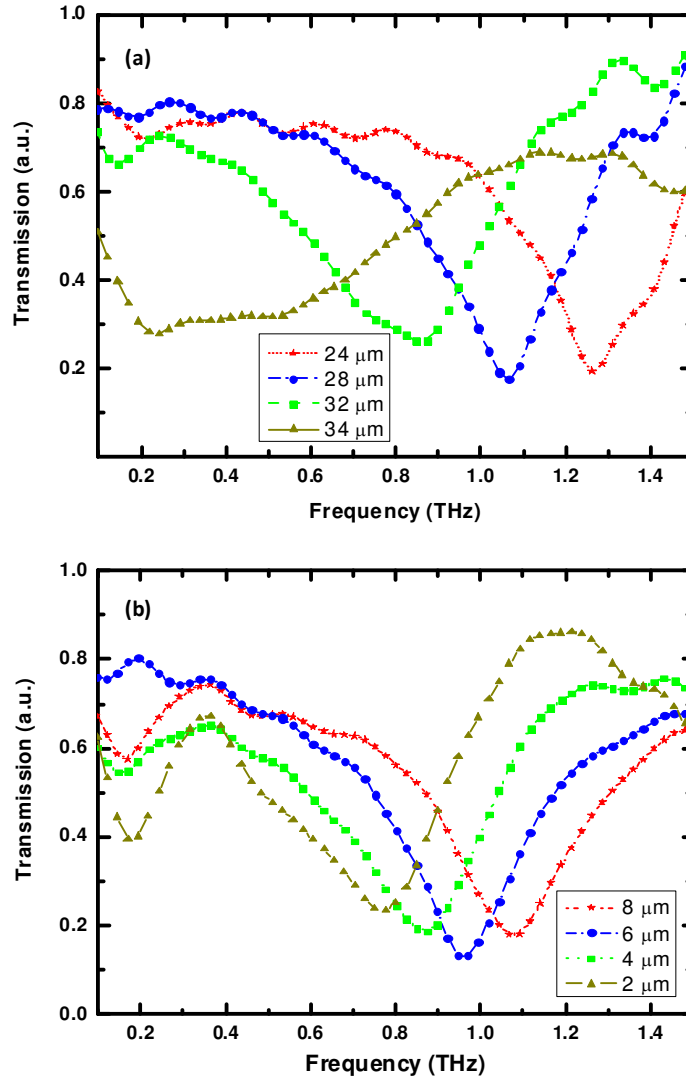 (a)
Transmission (a.u.)
1.0
0.8
0.6
0.4
0.2
24 μm
28 μm
32 μm
34 μm
0.2 0.4 0.6 0.8 1.0 1.2 1.4
Frequency (THz)
(b)
Transmission (a.u.)
1.0
0.8
0.6
0.4
0.2
0.0
8 μm
6 μm
4 μm
2 μm
0.2 0.4 0.6 0.8 1.0 1.2 1.4
Frequency (THz)